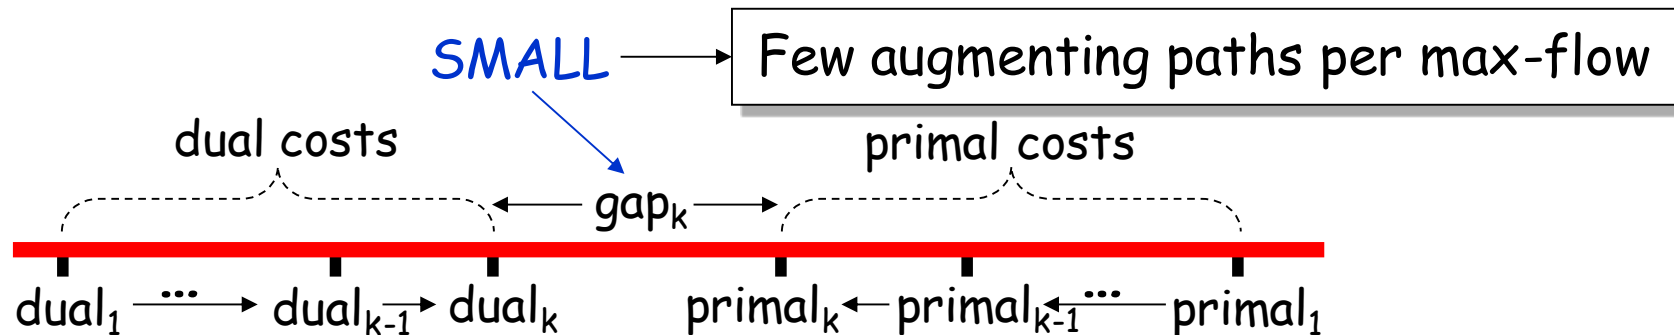 SMALL Few augmenting paths per max-flow
dual costs primal costs
gapₖ
dual₁ ... dualₖ₋₁ dualₖ primalₖ primalₖ₋₁ ... primal₁